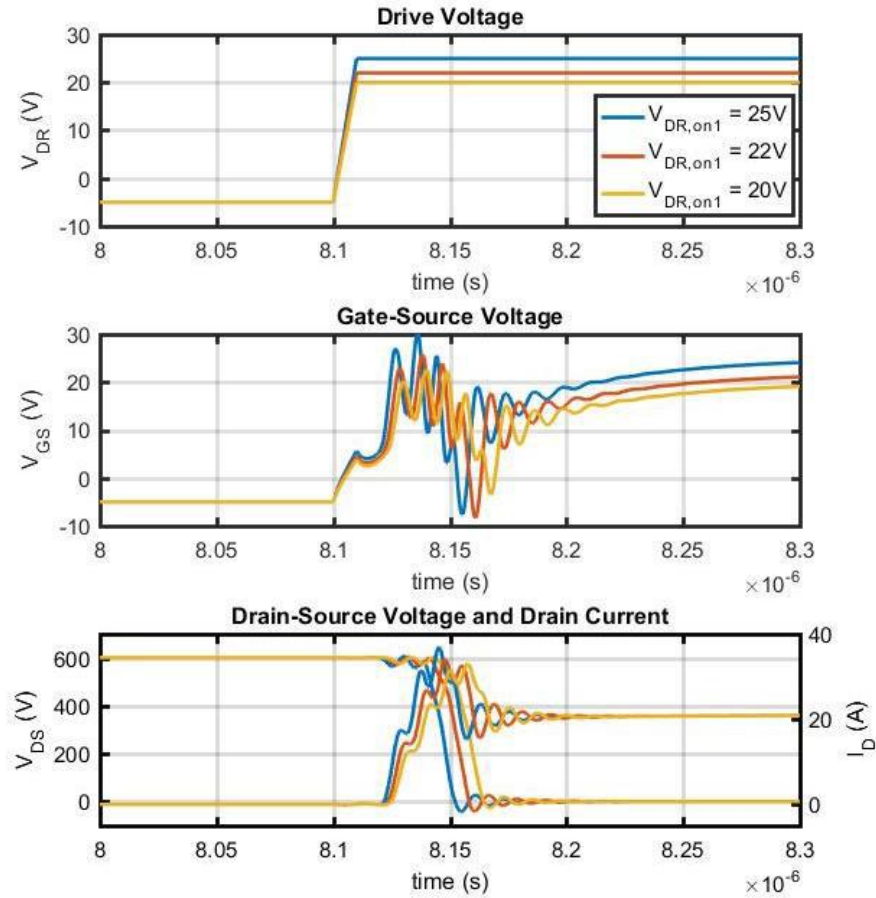 Drive Voltage
30
20
10
0
-10
V_DR (V)
V_DR,on1 = 25V
V_DR,on1 = 22V
V_DR,on1 = 20V
8 8.05 8.1 8.15 8.2 8.25 8.3
time (s)
×10^-6
Gate-Source Voltage
30
20
10
0
-10
V_GS (V)
8 8.05 8.1 8.15 8.2 8.25 8.3
time (s)
×10^-6
Drain-Source Voltage and Drain Current
600
400
200
0
V_DS (V)
40
20
0
I_D (A)
8 8.05 8.1 8.15 8.2 8.25 8.3
time (s)
×10^-6